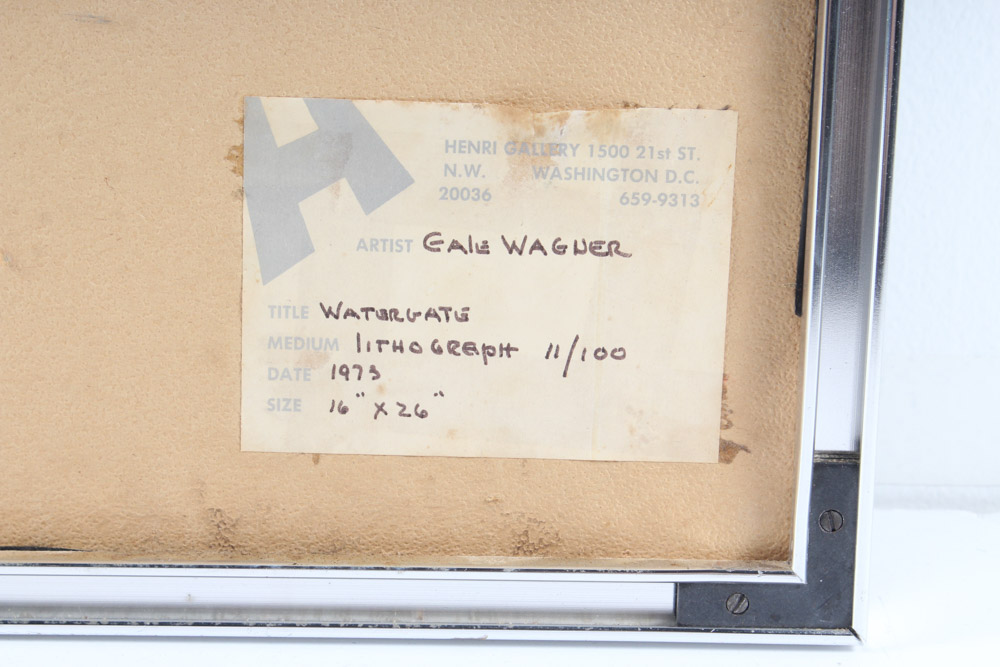 H
HENRI GALLERY 1500 21st ST.
N.W. WASHINGTON D.C.
20036 659-9313
ARTIST GalE WAGNER
TITLE WATERGATE
MEDIUM lITHOGRApH 11/100
DATE 1973
SIZE 16" x 26"